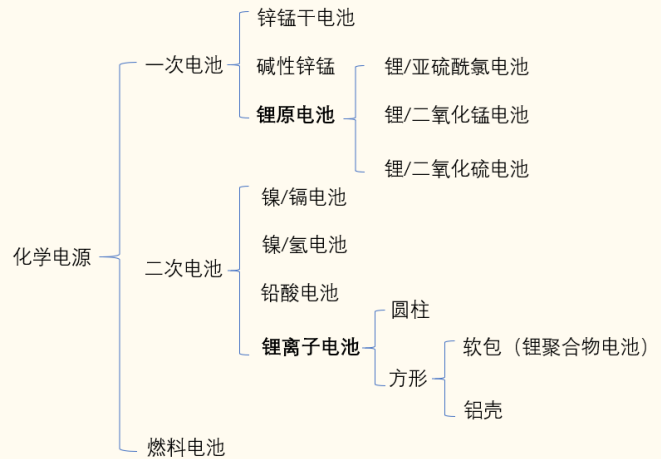 化学电源
一次电池
锌锰干电池
碱性锌锰
锂原电池
锂/亚硫酰氯电池
锂/二氧化锰电池
锂/二氧化硫电池
二次电池
镍/镉电池
镍/氢电池
铅酸电池
锂离子电池
圆柱
方形
软包（锂聚合物电池）
铝壳
燃料电池